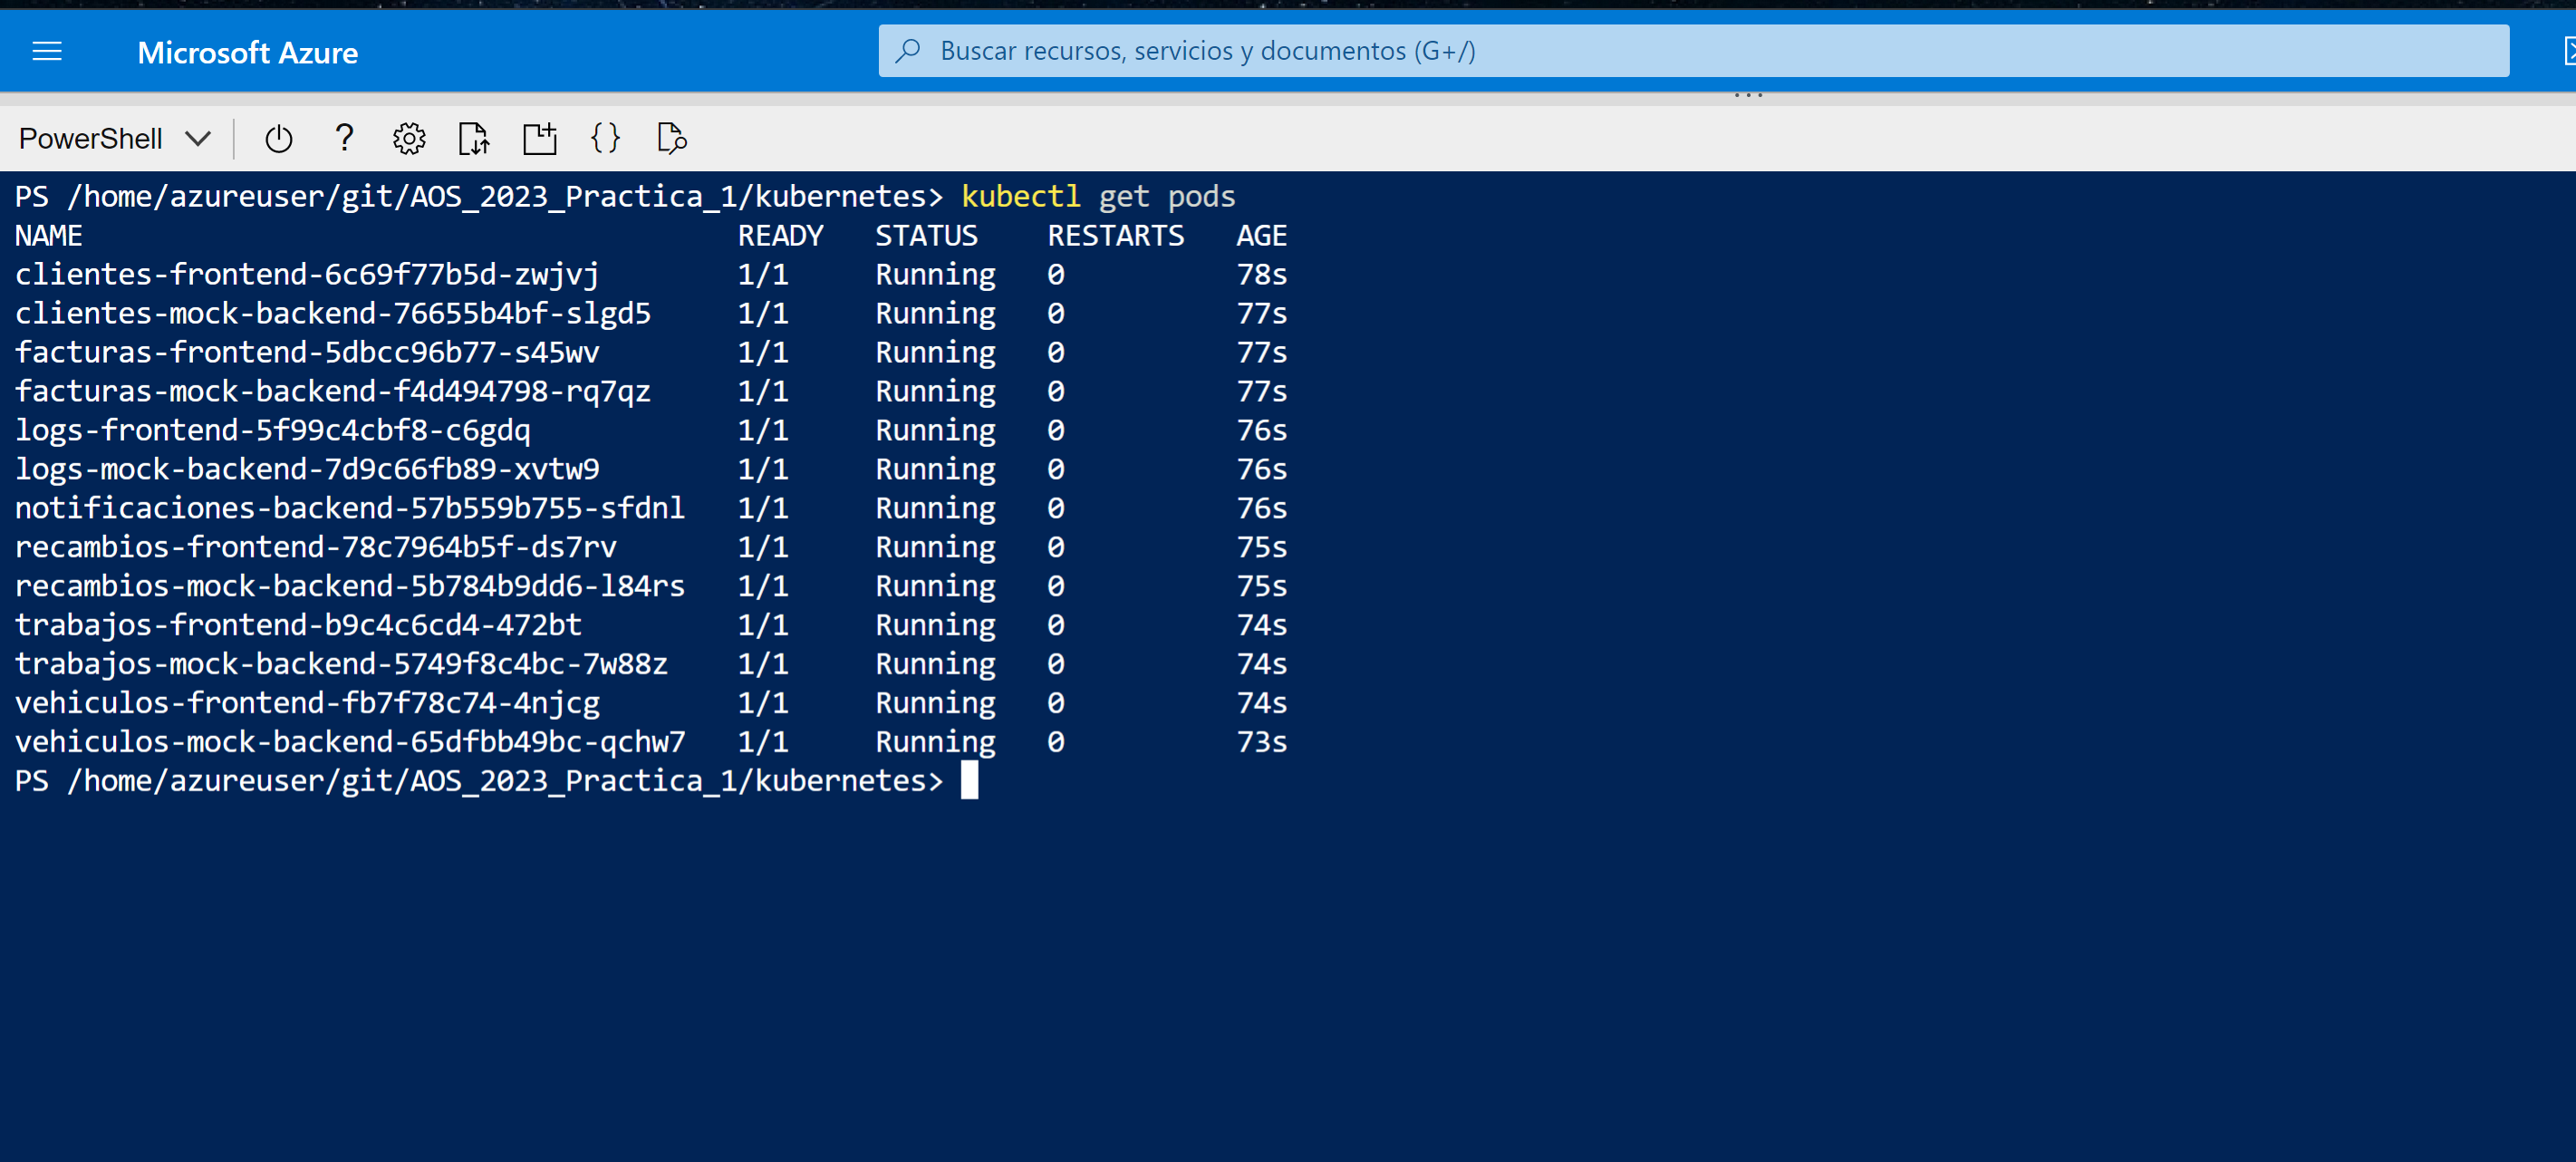 Microsoft Azure
Buscar recursos, servicios y documentos (G+/)
PowerShell
PS /home/azureuser/git/AOS_2023_Practica_1/kubernetes> kubectl get pods
NAME READY STATUS RESTARTS AGE
clientes-frontend-6c69f77b5d-zwjvj 1/1 Running 0 78s
clientes-mock-backend-76655b4bf-slgd5 1/1 Running 0 77s
facturas-frontend-5dbcc96b77-s45wv 1/1 Running 0 77s
facturas-mock-backend-f4d494798-rq7qz 1/1 Running 0 77s
logs-frontend-5f99c4cbf8-c6gdq 1/1 Running 0 76s
logs-mock-backend-7d9c66fb89-xvtw9 1/1 Running 0 76s
notificaciones-backend-57b559b755-sfdnl 1/1 Running 0 76s
recambios-frontend-78c7964b5f-ds7rv 1/1 Running 0 75s
recambios-mock-backend-5b784b9dd6-l84rs 1/1 Running 0 75s
trabajos-frontend-b9c4c6cd4-472bt 1/1 Running 0 74s
trabajos-mock-backend-5749f8c4bc-7w88z 1/1 Running 0 74s
vehiculos-frontend-fb7f78c74-4njcg 1/1 Running 0 74s
vehiculos-mock-backend-65dfbb49bc-qchw7 1/1 Running 0 73s
PS /home/azureuser/git/AOS_2023_Practica_1/kubernetes>